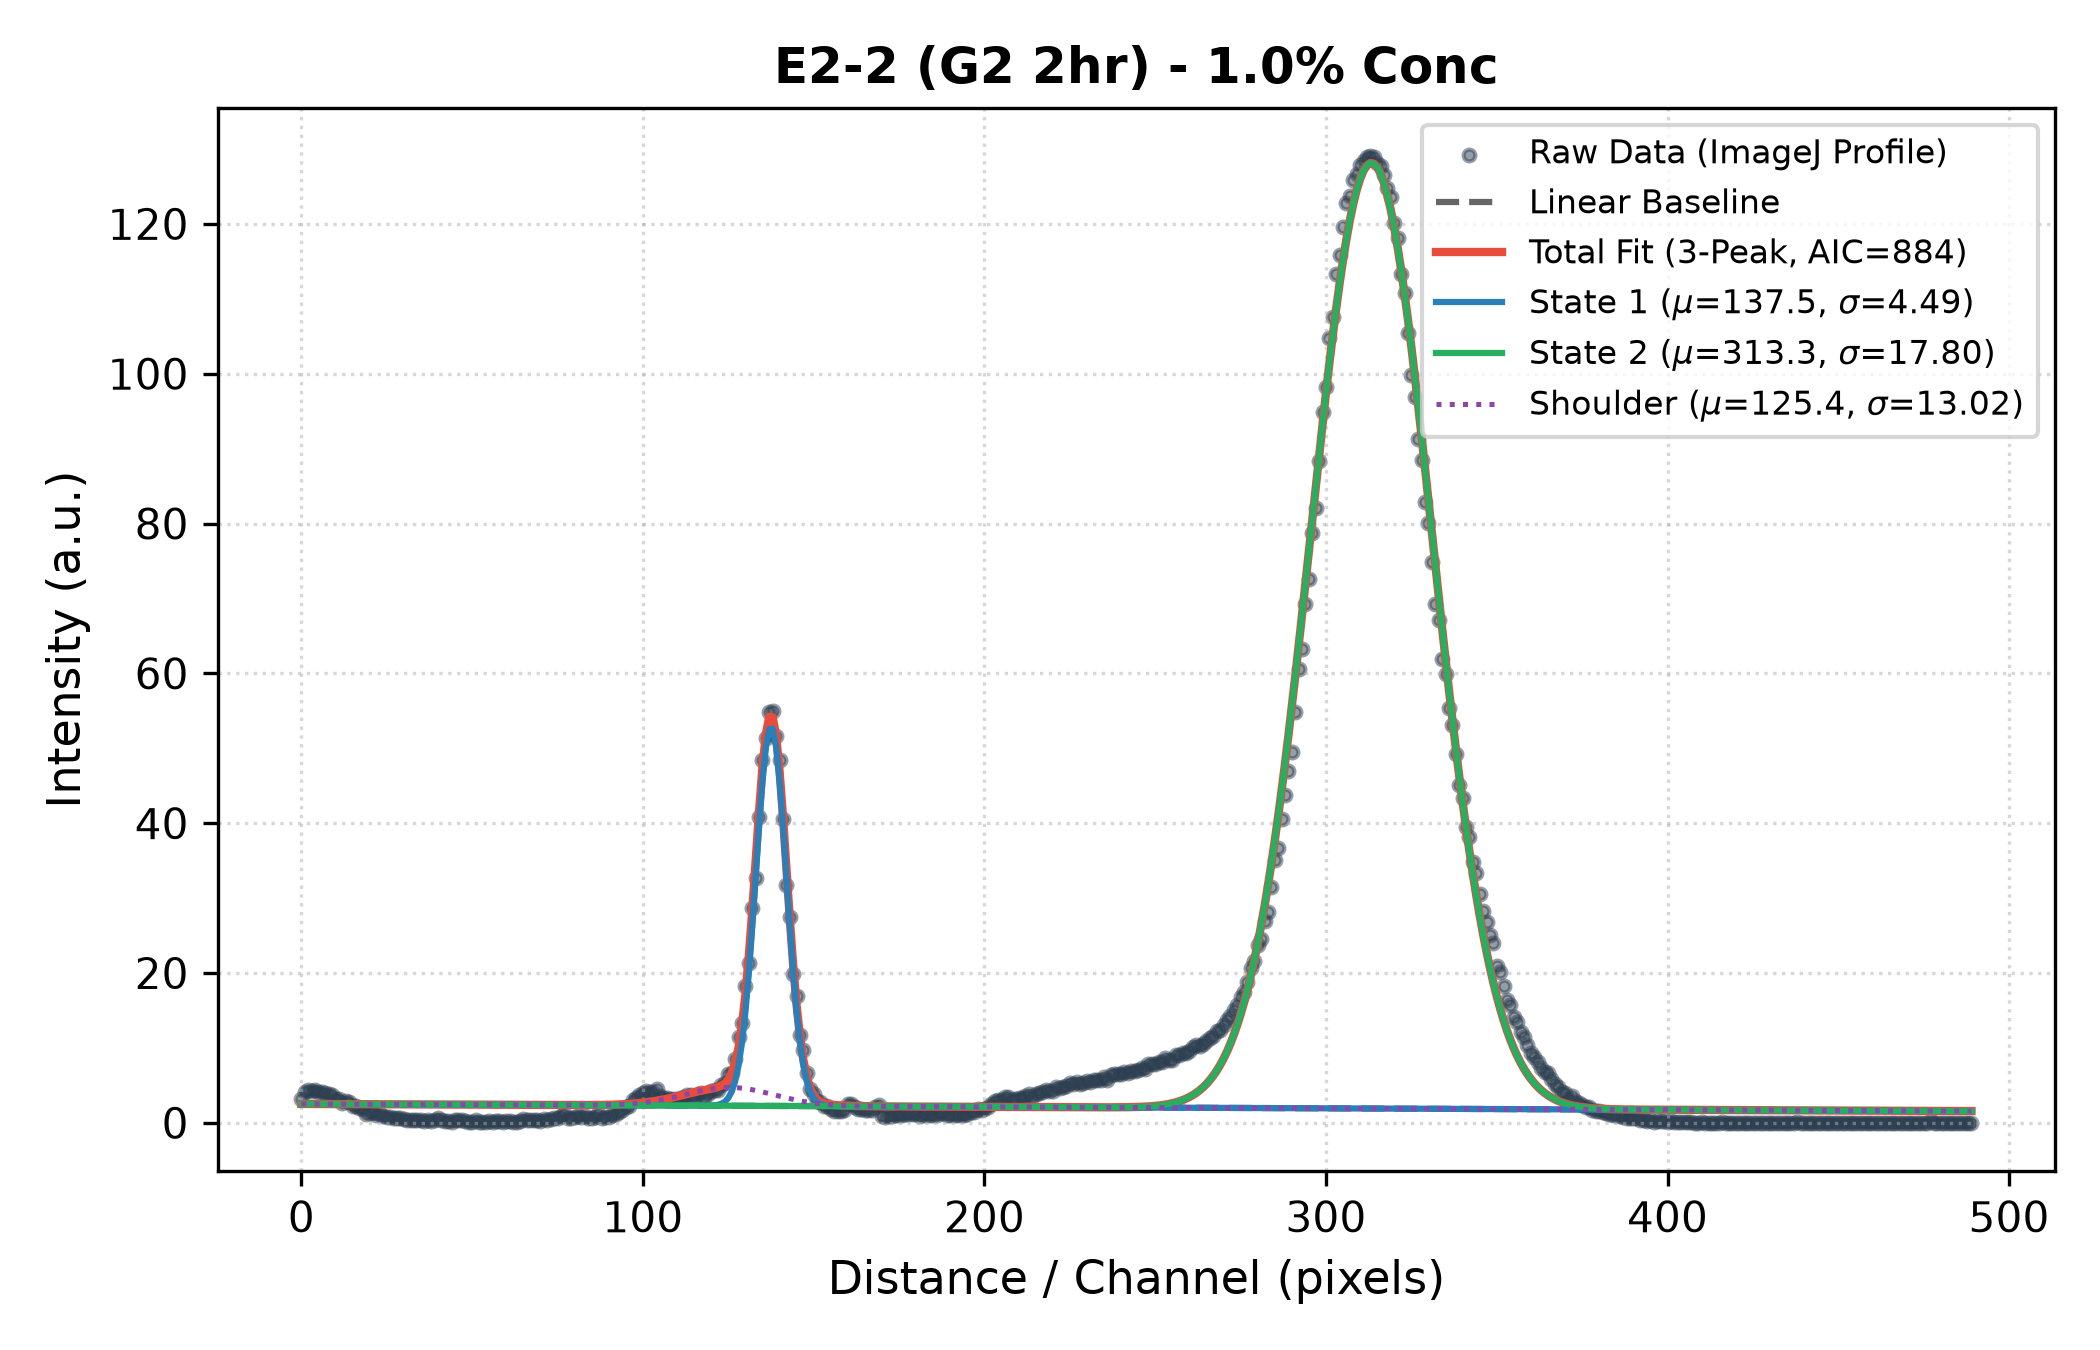 E2-2 (G2 2hr) - 1.0% Conc
Raw Data (ImageJ Profile)
Linear Baseline
Total Fit (3-Peak, AIC=884)
State 1 (μ=137.5, σ=4.49)
State 2 (μ=313.3, σ=17.80)
Shoulder (μ=125.4, σ=13.02)
Intensity (a.u.)
120
100
80
60
40
20
0
0 100 200 300 400 500
Distance / Channel (pixels)